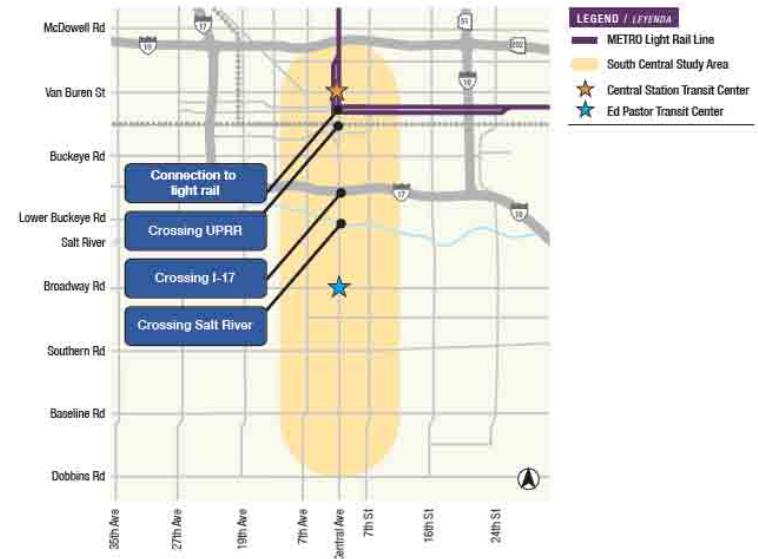 McDowell Rd
Van Buren St
Buckeye Rd
Lower Buckeye Rd
Salt River
Broadway Rd
Southern Rd
Baseline Rd
Dobbins Rd
17
10
51
202
10
17
10
Connection to
light rail
Crossing UPRR
Crossing I-17
Crossing Salt River
35th Ave
27th Ave
19th Ave
7th Ave
Central Ave
7th St
16th St
24th St
LEGEND / LEYENDA
METRO Light Rail Line
South Central Study Area
Central Station Transit Center
Ed Pastor Transit Center